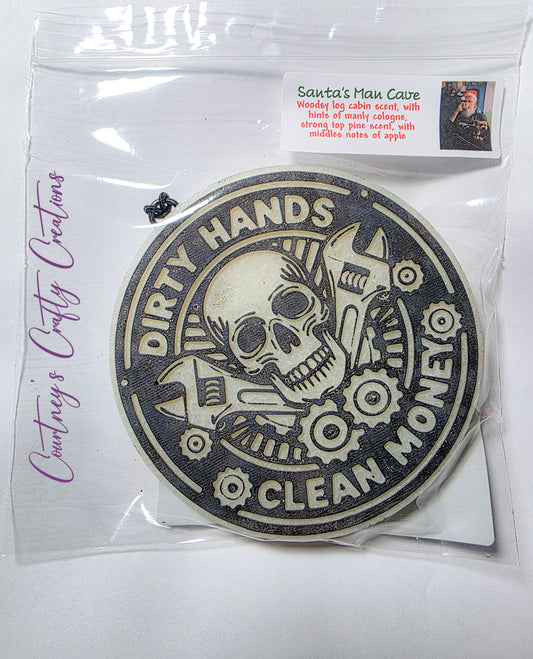 Santa's Man Cave
Woodsy log cabin scent, with
hints of manly cologne,
strong top pine scent, with
middles notes of apple
Courtney's Crafty Creations
DIRTY HANDS
CLEAN MONEY